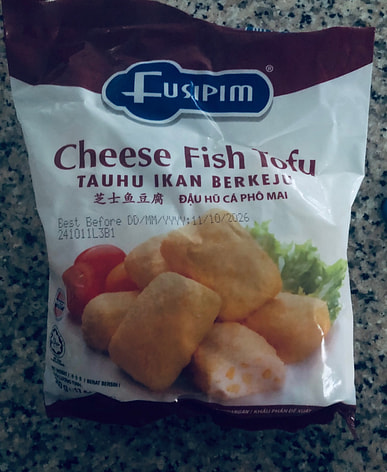 FUSIPIM
®
Cheese Fish Tofu
TAUHU IKAN BERKEJU
芝士鱼豆腐 ĐẬU HŨ CÁ PHÔ MAI
Best Before DD/MM/YYYY:11/10/2026
241011L3B1